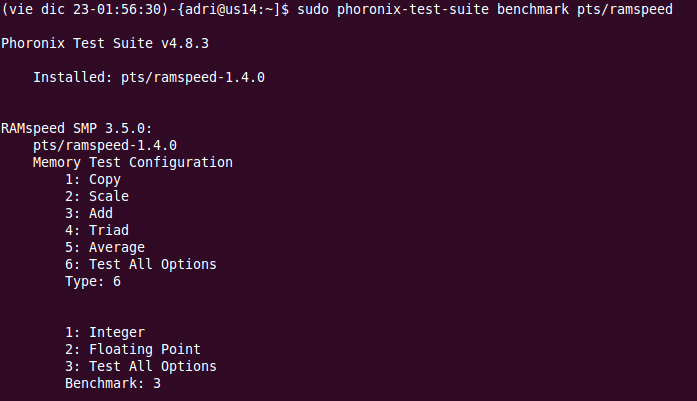 (vie dic 23-01:56:30)-{adri@us14:~]$ sudo phoronix-test-suite benchmark pts/ramspeed
Phoronix Test Suite v4.8.3
Installed: pts/ramspeed-1.4.0
RAMspeed SMP 3.5.0:
pts/ramspeed-1.4.0
Memory Test Configuration
1: Copy
2: Scale
3: Add
4: Triad
5: Average
6: Test All Options
Type: 6
1: Integer
2: Floating Point
3: Test All Options
Benchmark: 3